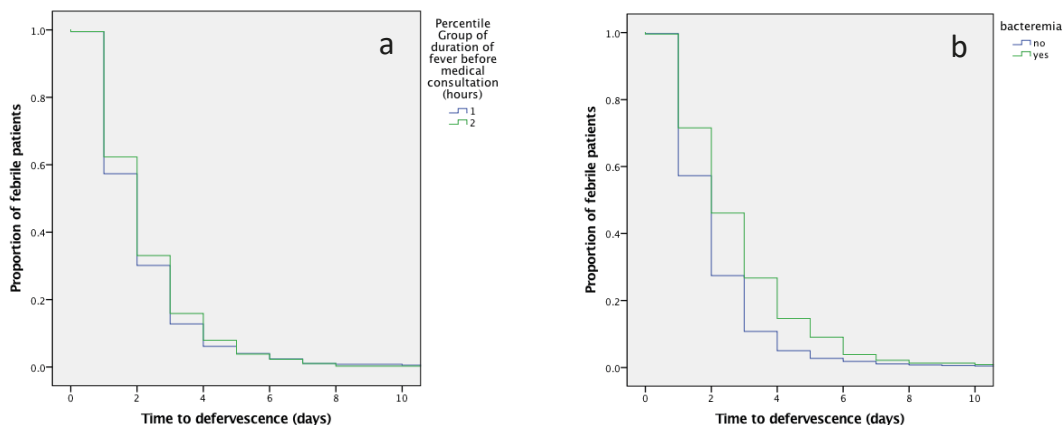 a
Percentile
Group of
duration of
fever before
medical
consultation
(hours)
1
2
Proportion of febrile patients
1.0
0.8
0.6
0.4
0.2
0.0
0 2 4 6 8 10
Time to defervescence (days)
b
bacteremia
no
yes
Proportion of febrile patients
1.0
0.8
0.6
0.4
0.2
0.0
0 2 4 6 8 10
Time to defervescence (days)